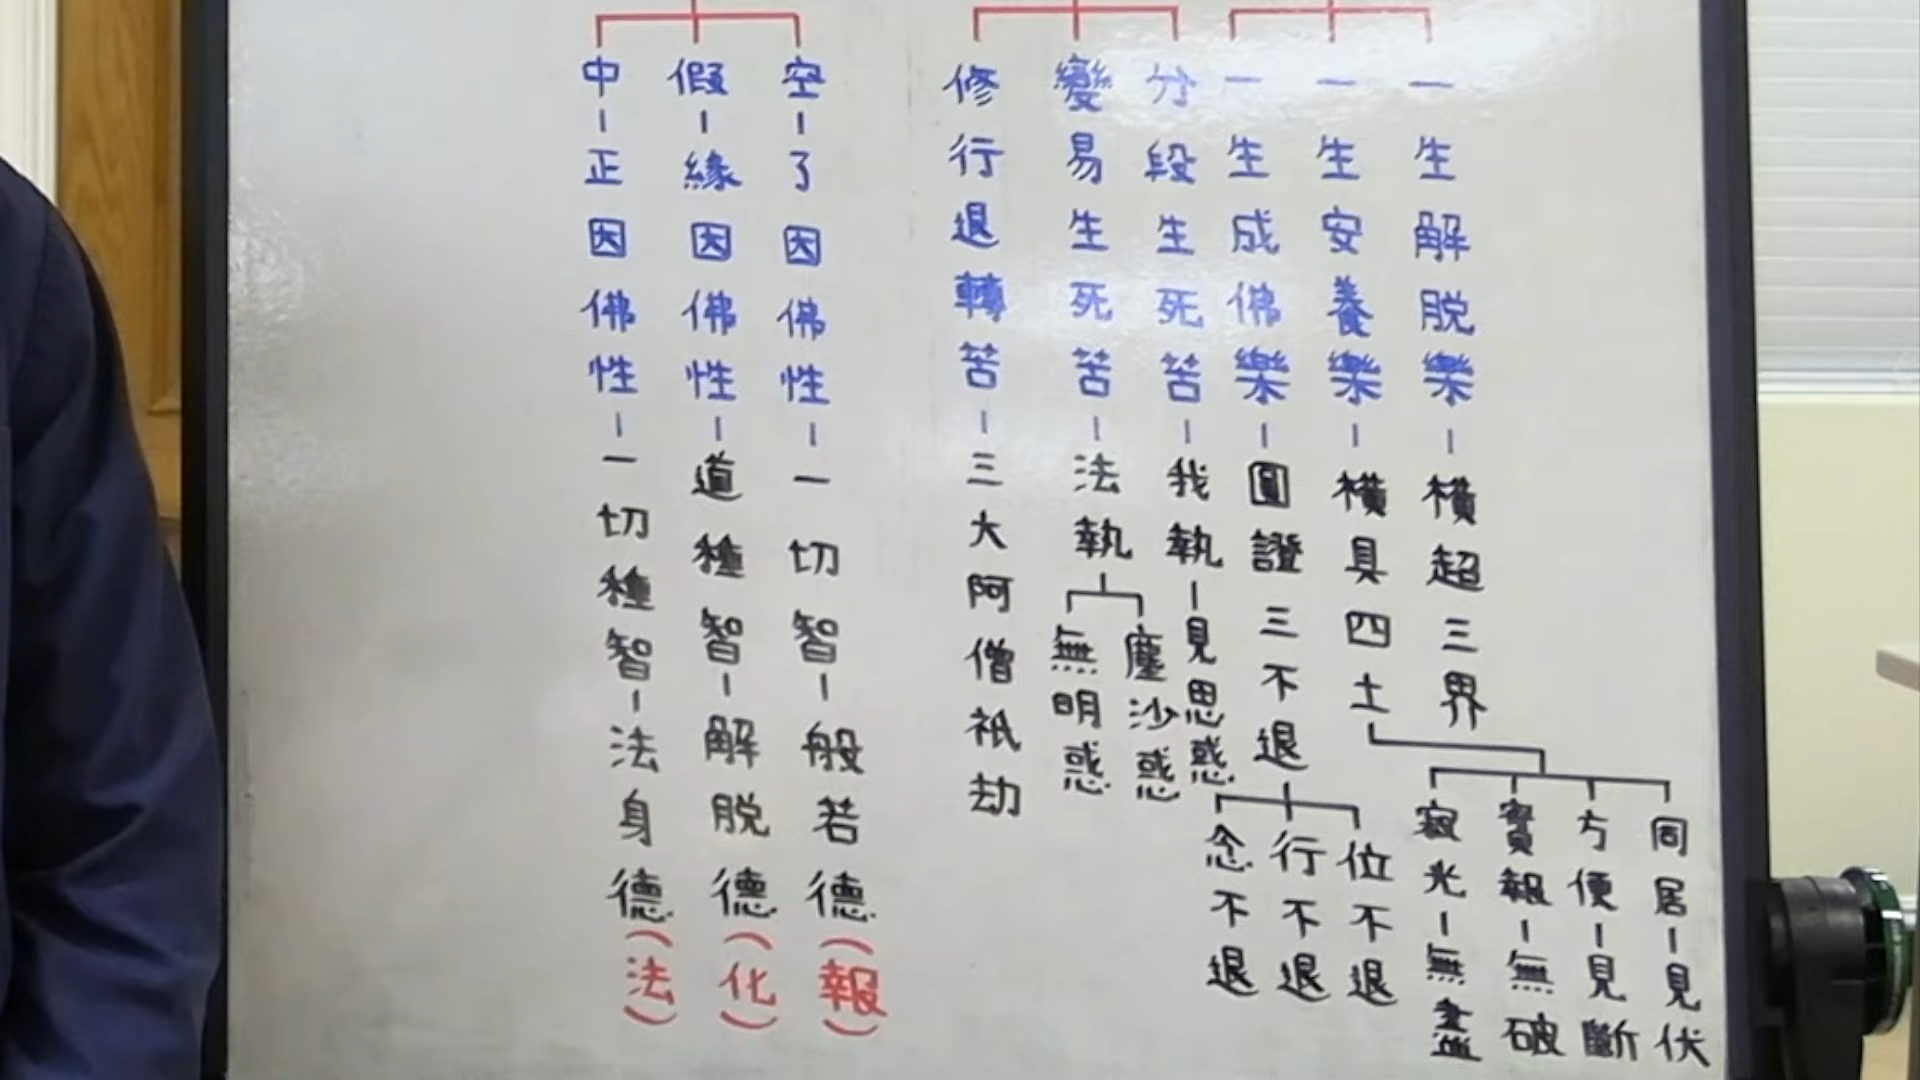 一生解脱樂-橫超三界
一生安養樂-橫具四土
同居-見伏
方便-見斷
實報-無破
寂光-無盡
一生成佛樂-圓證三不退
位不退
行不退
念不退
分段生死苦-我執-見思惑
變易生死苦-法執
塵沙惑
無明惑
修行退轉苦-三大阿僧祇劫
空-了因佛性-一切智-般若德(報)
假-緣因佛性-道種智-解脱德(化)
中-正因佛性-一切種智-法身德(法)